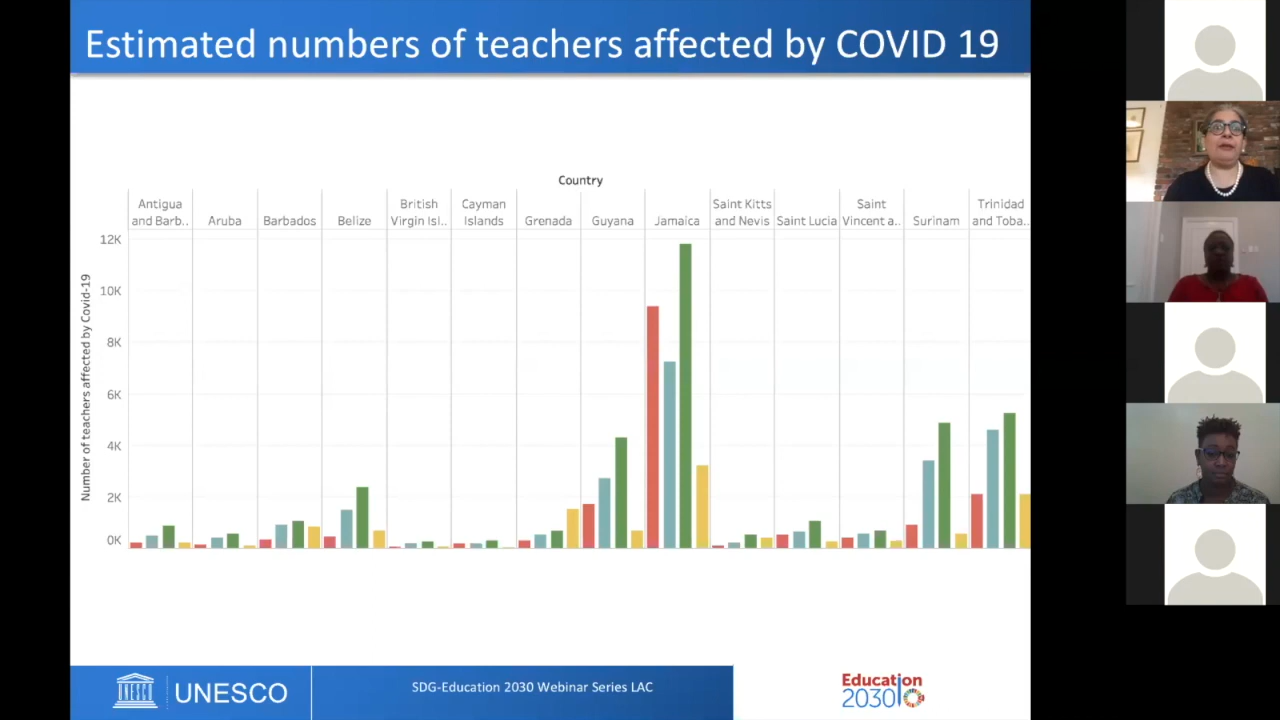 Estimated numbers of teachers affected by COVID 19
Country
Antigua
and Barb..
Aruba
Barbados
Belize
British
Virgin Isl..
Cayman
Islands
Grenada
Guyana
Jamaica
Saint Kitts
and Nevis
Saint Lucia
Saint
Vincent a..
Surinam
Trinidad
and Toba..
Number of teachers affected by Covid-19
12K
10K
8K
6K
4K
2K
0K
UNESCO
UNESCO
SDG-Education 2030 Webinar Series LAC
Education
2030